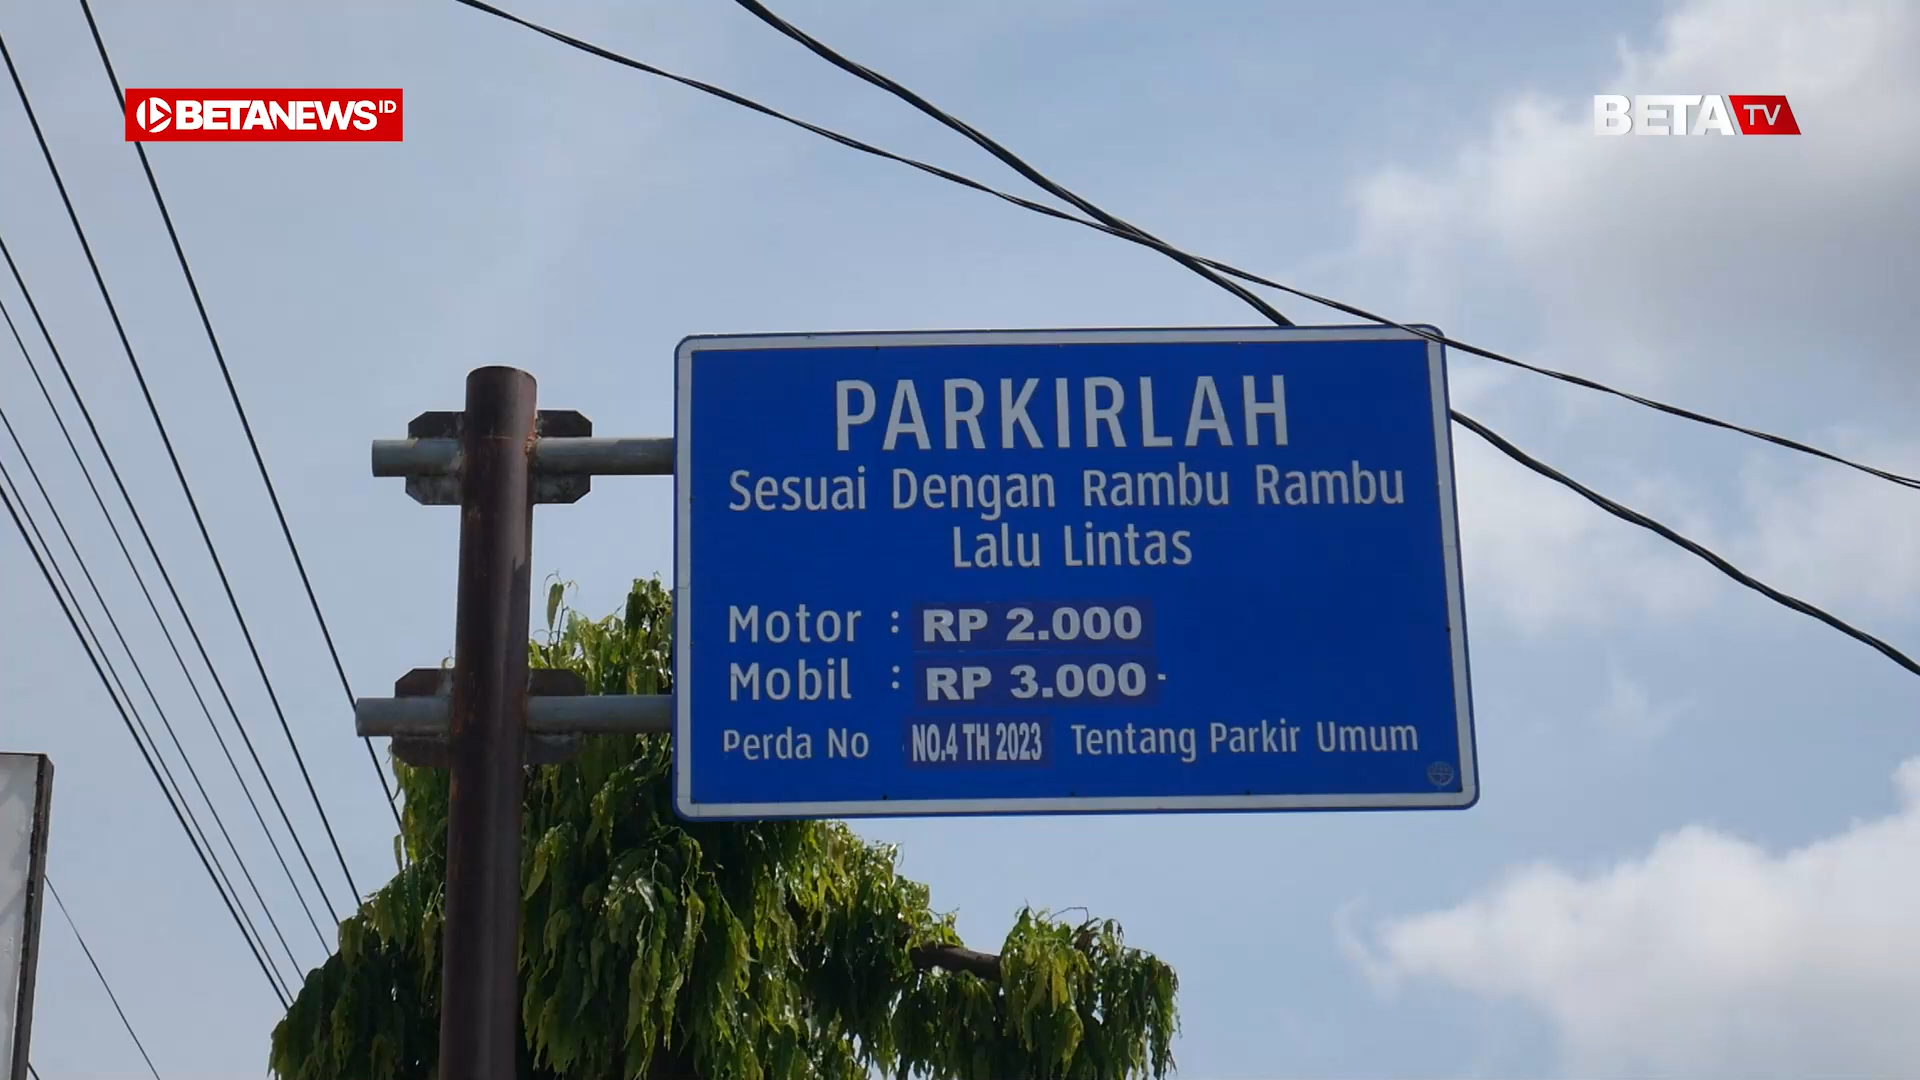 BETANEWS ID
BETA TV
PARKIRLAH
Sesuai Dengan Rambu Rambu
Lalu Lintas
Motor : RP 2.000
Mobil : RP 3.000 -
Perda No NO.4 TH 2023 Tentang Parkir Umum